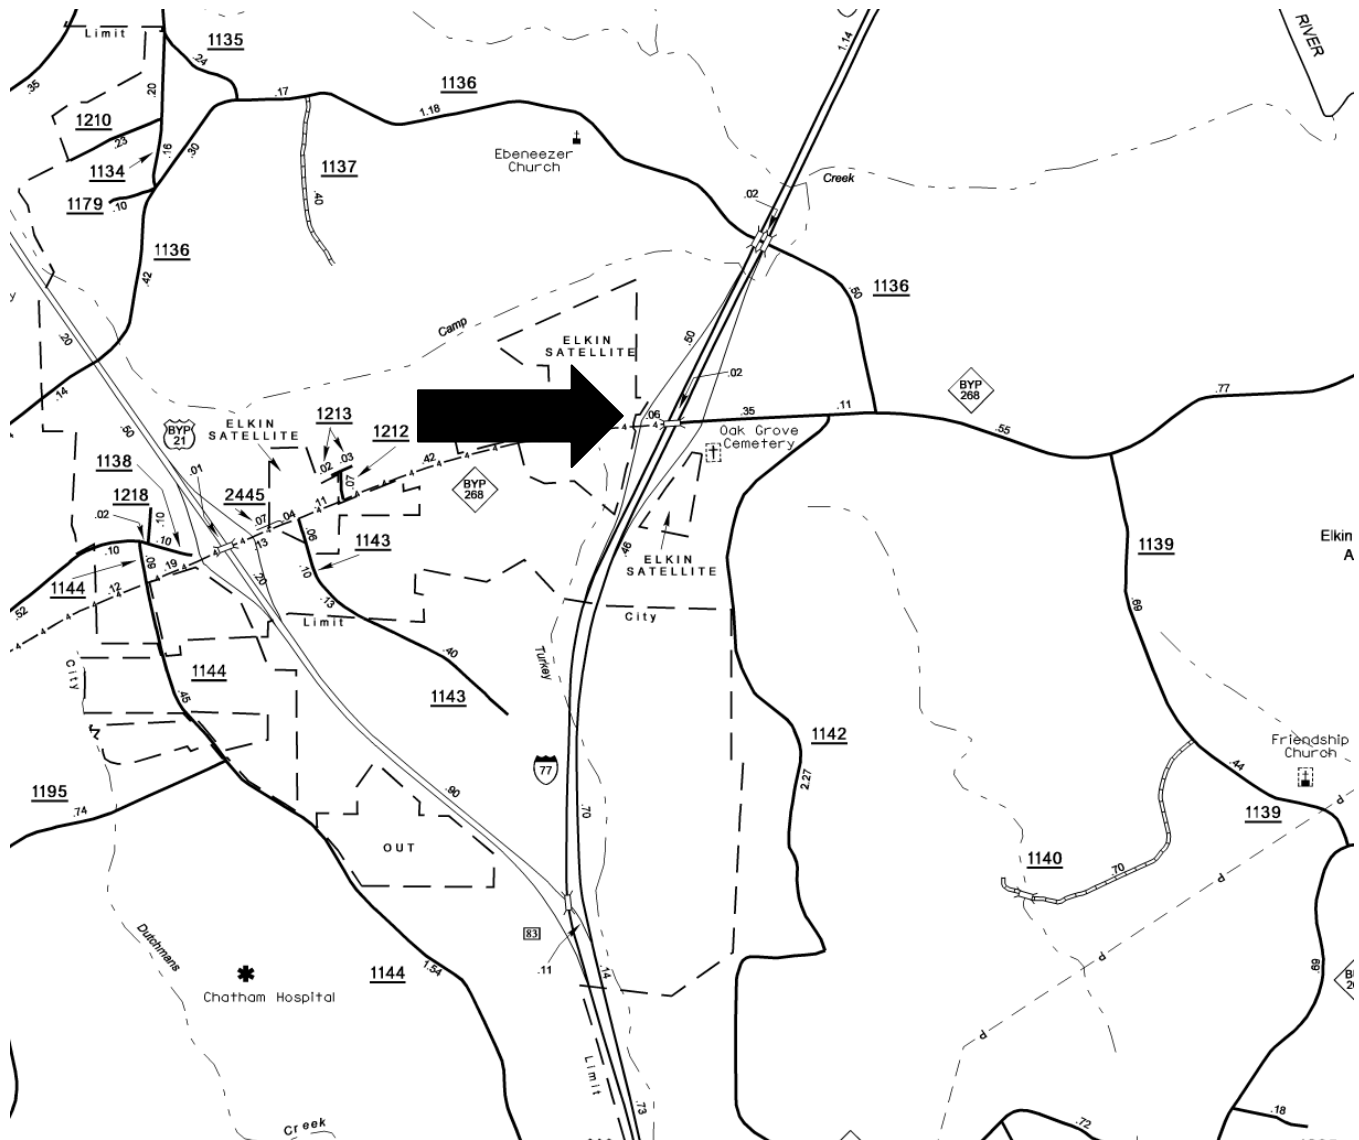 RIVER
Limit
1135
1.14
.24
.35
.20
1136
.17
1.18
1210
.23
.16
.30
Ebeneezer
Church
1134
1137
.40
Creek
.02
1179
.10
1136
.42
1136
.50
Camp
.20
.50
ELKIN
SATELLITE
.02
BYP
268
.77
.14
1213
.06
.35
.11
BYP
21
ELKIN
SATELLITE
1212
Oak Grove
Cemetery
.55
.02
.03
.42
.07
1138
.01
BYP
268
1218
2445
.11
.02
.10
.07
.04
.10
.13
.06
1143
.10
.46
1139
Elkin
A
.60
.19
.20
.10
ELKIN
SATELLITE
1144
.12
.13
.52
Limit
City
.69
.40
Turkey
City
1144
.45
1143
1142
Friendship
Church
77
2.27
.44
1195
.74
.90
.70
P
1139
OUT
1140
.70
P
83
Dutchmans
.11
.14
P
.69
1144
1.54
Chatham Hospital
P
Limit
.73
Creek
.72
.18